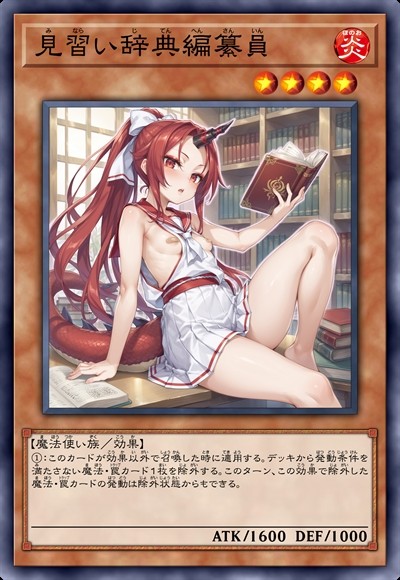 見習い辞典編纂員
炎
【魔法使い族／効果】
①：このカードが効果以外で召喚した時に適用する。デッキから発動条件を
満たさない魔法・罠カード１枚を除外する。このターン、この効果で除外した
魔法・罠カードの発動は除外状態からもできる。
ATK/1600 DEF/1000